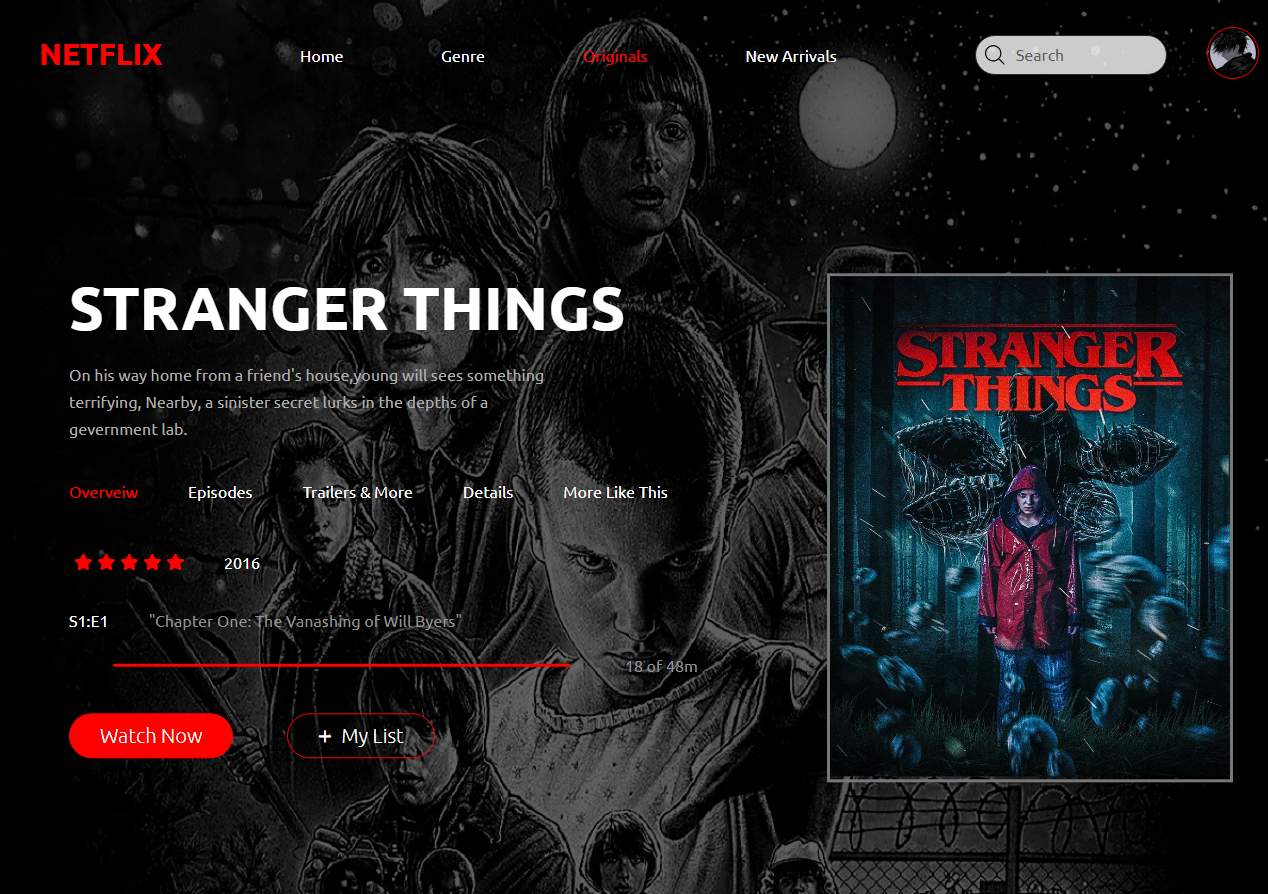 NETFLIX Home Genre Originals New Arrivals Search
STRANGER THINGS
On his way home from a friend's house,young will sees something
terrifying, Nearby, a sinister secret lurks in the depths of a
gevernment lab.
Overveiw Episodes Trailers & More Details More Like This
2016
S1:E1 "Chapter One: The Vanashing of Will Byers"
18 of 48m
Watch Now + My List
STRANGER
THINGS